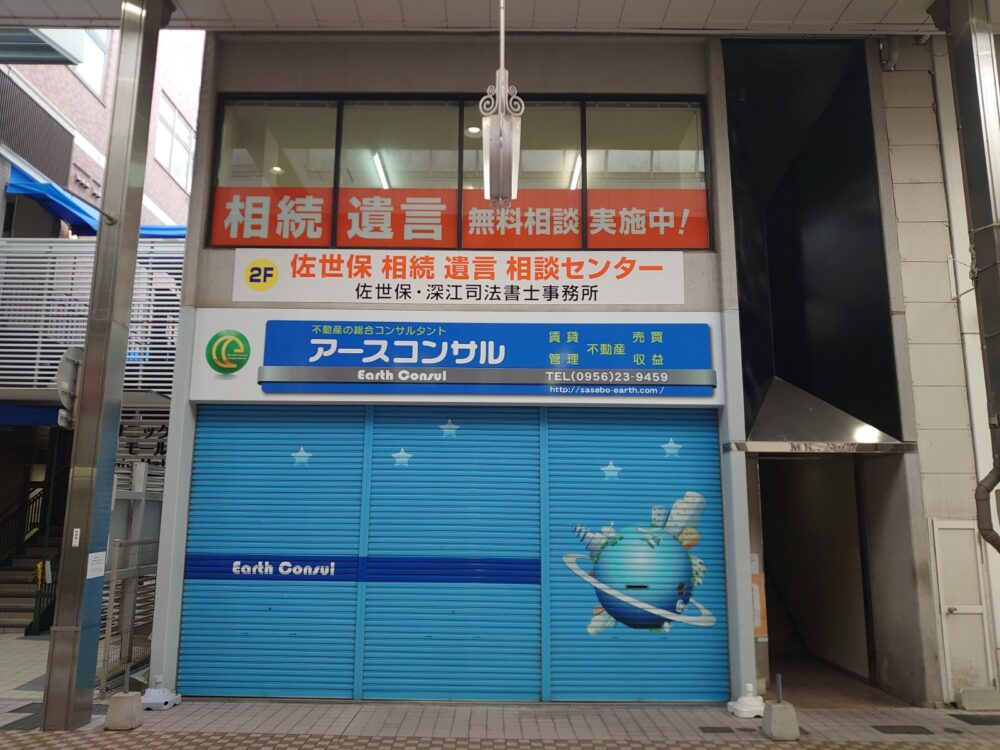 相続 遺言 無料相談 実施中!
2F
佐世保 相続 遺言 相談センター
佐世保・深江司法書士事務所
不動産の総合コンサルタント
アースコンサル
賃貸 売買
不動産
管理 収益
Earth Consul
TEL(0956)23-9459
http://sasebo-earth.com/
Earth Consul